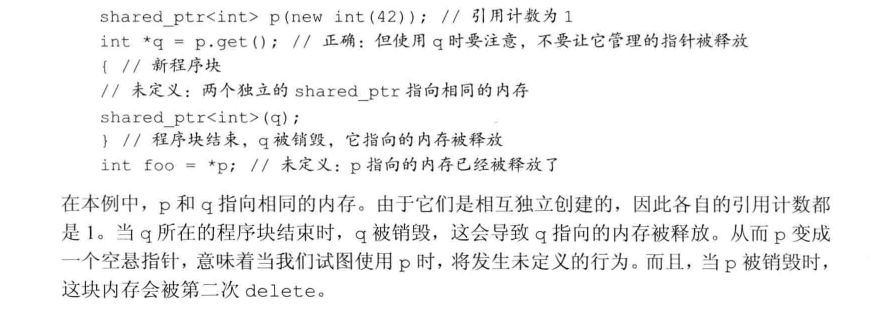 shared_ptr<int> p(new int(42)); // 引用计数为 1
int *q = p.get(); // 正确：但使用 q 时要注意，不要让它管理的指针被释放
{ // 新程序块
// 未定义：两个独立的 shared_ptr 指向相同的内存
shared_ptr<int>(q);
} // 程序块结束，q 被销毁，它指向的内存被释放
int foo = *p; // 未定义：p 指向的内存已经被释放了
在本例中，p 和 q 指向相同的内存。由于它们是相互独立创建的，因此各自的引用计数都
是 1。当 q 所在的程序块结束时，q 被销毁，这会导致 q 指向的内存被释放。从而 p 变成
一个空悬指针，意味着当我们试图使用 p 时，将发生未定义的行为。而且，当 p 被销毁时，
这块内存会被第二次 delete。